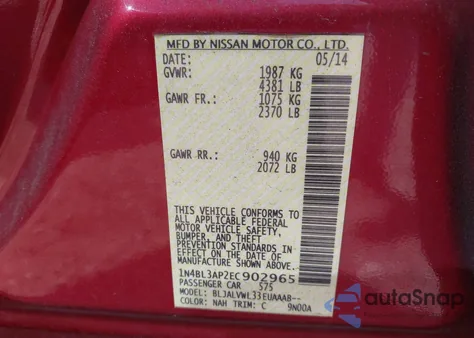 MFD BY NISSAN MOTOR CO., LTD.
DATE: 05/14
GVWR: 1987 KG
4381 LB
GAWR FR.: 1075 KG
2370 LB
GAWR RR.: 940 KG
2072 LB
THIS VEHICLE CONFORMS TO
ALL APPLICABLE FEDERAL
MOTOR VEHICLE SAFETY,
BUMPER, AND THEFT
PREVENTION STANDARDS IN
EFFECT ON THE DATE OF
MANUFACTURE SHOWN ABOVE.
1N4BL3AP2EC902965
PASSENGER CAR 575
MODEL: BLJALVWL33EUAAAB--
COLOR: NAH TRIM: C 9N00A
autoSnap